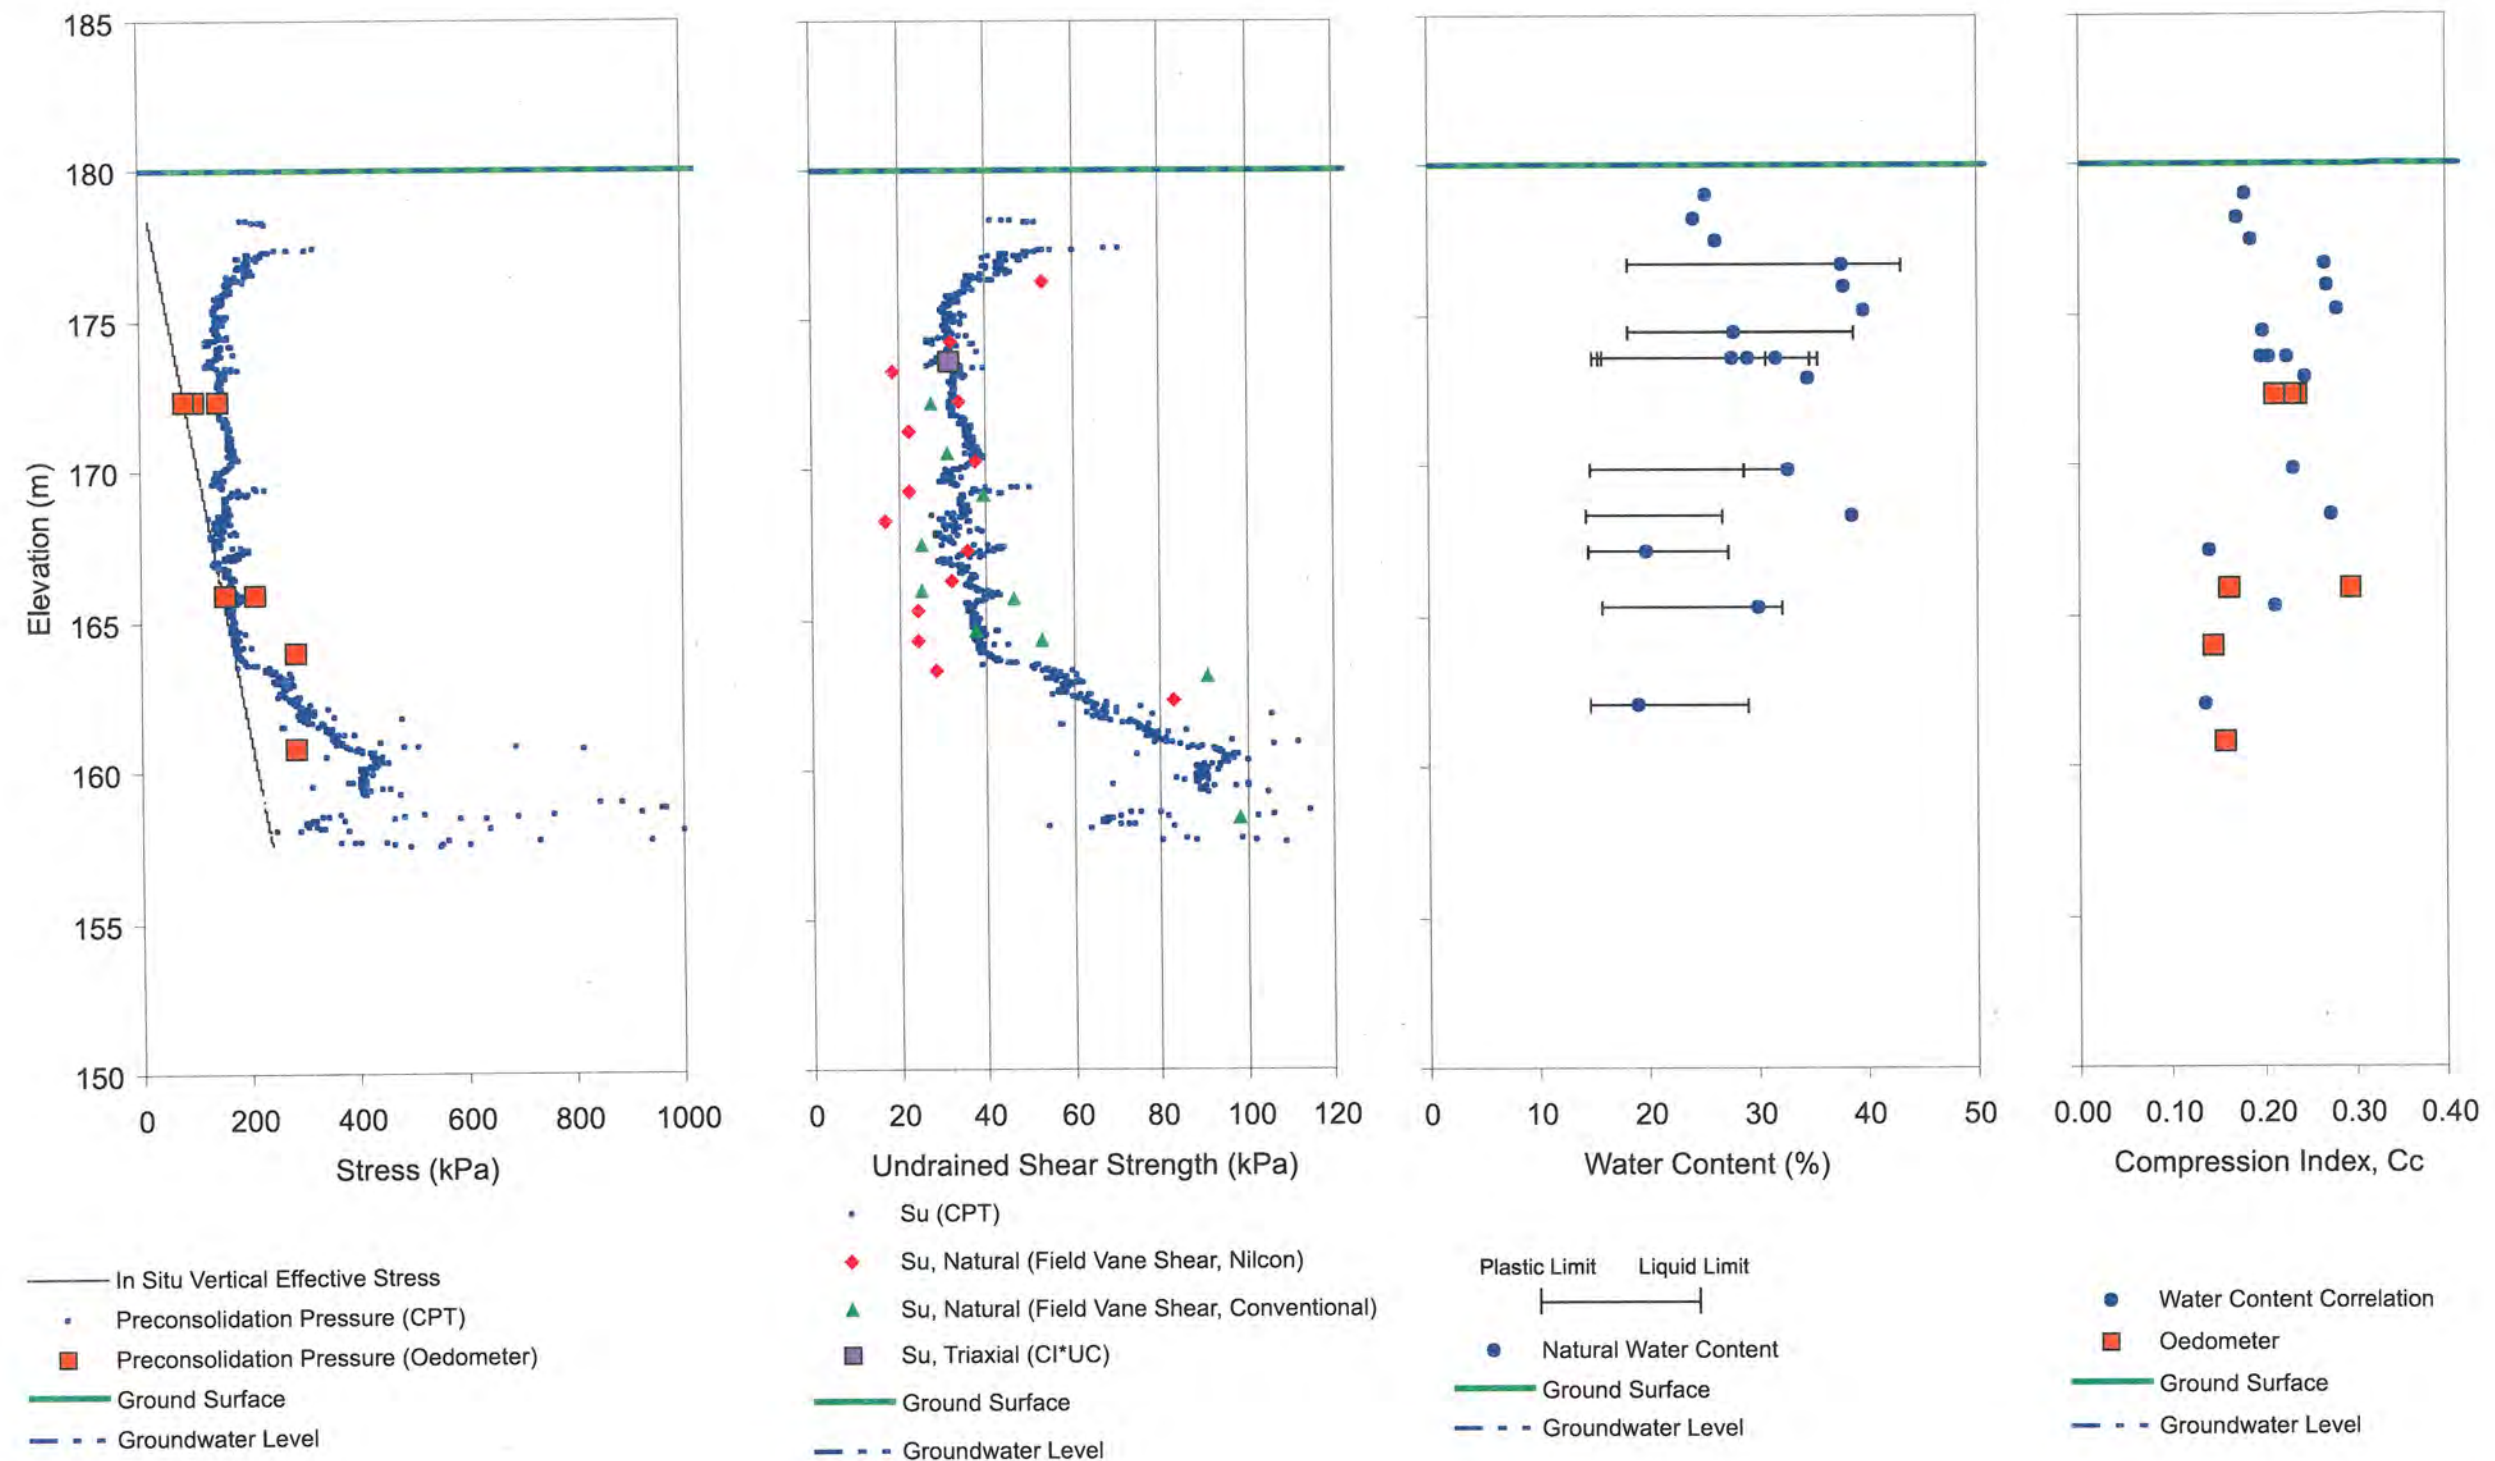 185
180
175
170
165
160
155
150
Elevation (m)
0 200 400 600 800 1000
Stress (kPa)
In Situ Vertical Effective Stress
Preconsolidation Pressure (CPT)
Preconsolidation Pressure (Oedometer)
Ground Surface
Groundwater Level
0 20 40 60 80 100 120
Undrained Shear Strength (kPa)
Su (CPT)
Su, Natural (Field Vane Shear, Nilcon)
Su, Natural (Field Vane Shear, Conventional)
Su, Triaxial (CI*UC)
Ground Surface
Groundwater Level
0 10 20 30 40 50
Water Content (%)
Plastic Limit Liquid Limit
Natural Water Content
Ground Surface
Groundwater Level
0.00 0.10 0.20 0.30 0.40
Compression Index, Cc
Water Content Correlation
Oedometer
Ground Surface
Groundwater Level